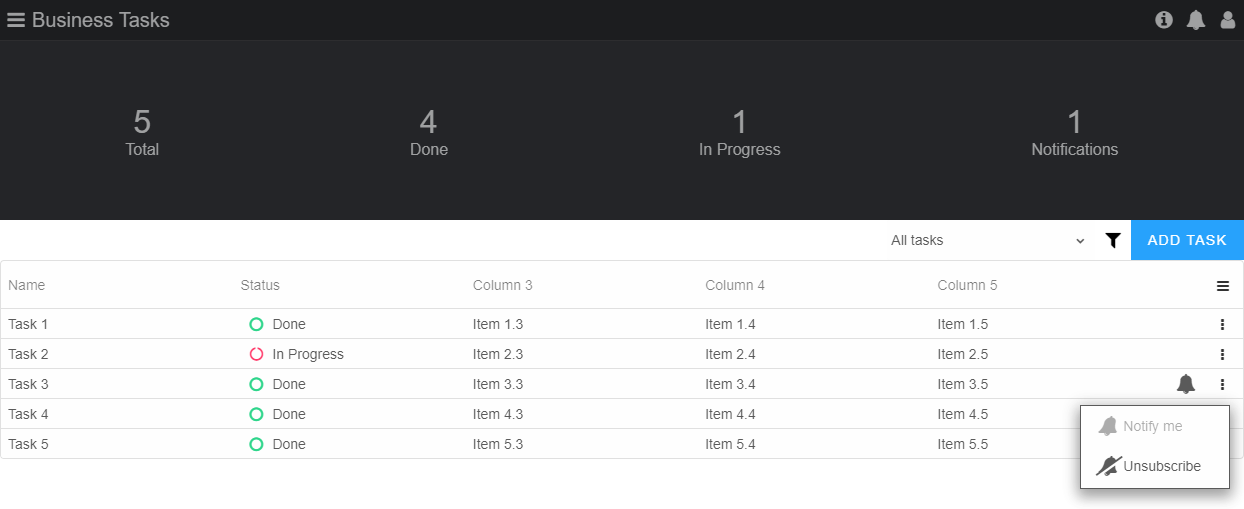 Business Tasks
5 4 1 1
Total Done In Progress Notifications
All tasks ADD TASK
Name Status Column 3 Column 4 Column 5
Task 1 Done Item 1.3 Item 1.4 Item 1.5
Task 2 In Progress Item 2.3 Item 2.4 Item 2.5
Task 3 Done Item 3.3 Item 3.4 Item 3.5
Task 4 Done Item 4.3 Item 4.4 Item 4.5
Task 5 Done Item 5.3 Item 5.4 Item 5.5
Notify me
Unsubscribe